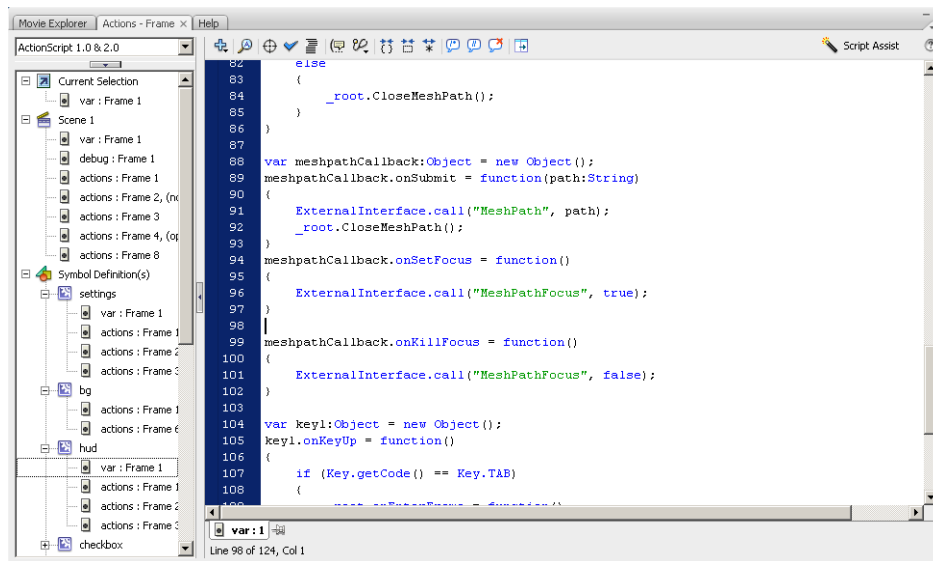 Movie Explorer Actions - Frame × Help
ActionScript 1.0 & 2.0
Script Assist
Current Selection
var : Frame 1
Scene 1
var : Frame 1
debug : Frame 1
actions : Frame 1
actions : Frame 2, (no
actions : Frame 3
actions : Frame 4, (op
actions : Frame 8
Symbol Definition(s)
settings
var : Frame 1
actions : Frame 1
actions : Frame 2
actions : Frame 3
bg
actions : Frame 1
actions : Frame 6
hud
var : Frame 1
actions : Frame 1
actions : Frame 2
actions : Frame 3
checkbox
82 else
83 {
84 _root.CloseMeshPath();
85 }
86 }
87
88 var meshpathCallback:Object = new Object();
89 meshpathCallback.onSubmit = function(path:String)
90 {
91 ExternalInterface.call("MeshPath", path);
92 _root.CloseMeshPath();
93 }
94 meshpathCallback.onSetFocus = function()
95 {
96 ExternalInterface.call("MeshPathFocus", true);
97 }
98
99 meshpathCallback.onKillFocus = function()
100 {
101 ExternalInterface.call("MeshPathFocus", false);
102 }
103
104 var keyl:Object = new Object();
105 keyl.onKeyUp = function()
106 {
107 if (Key.getCode() == Key.TAB)
108 {
var : 1
Line 98 of 124, Col 1